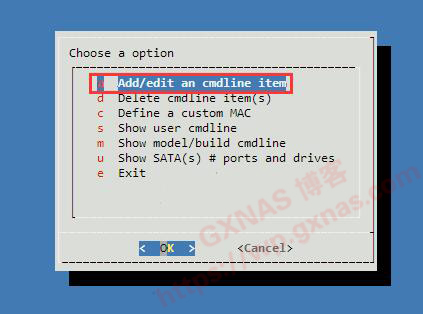 Choose a option
a Add/edit an cmdline item
d Delete cmdline item(s)
c Define a custom MAC
s Show user cmdline
m Show model/build cmdline
u Show SATA(s) # ports and drives
e Exit
< OK > <Cancel>
GXNAS 博客
https://wp.gxnas.com